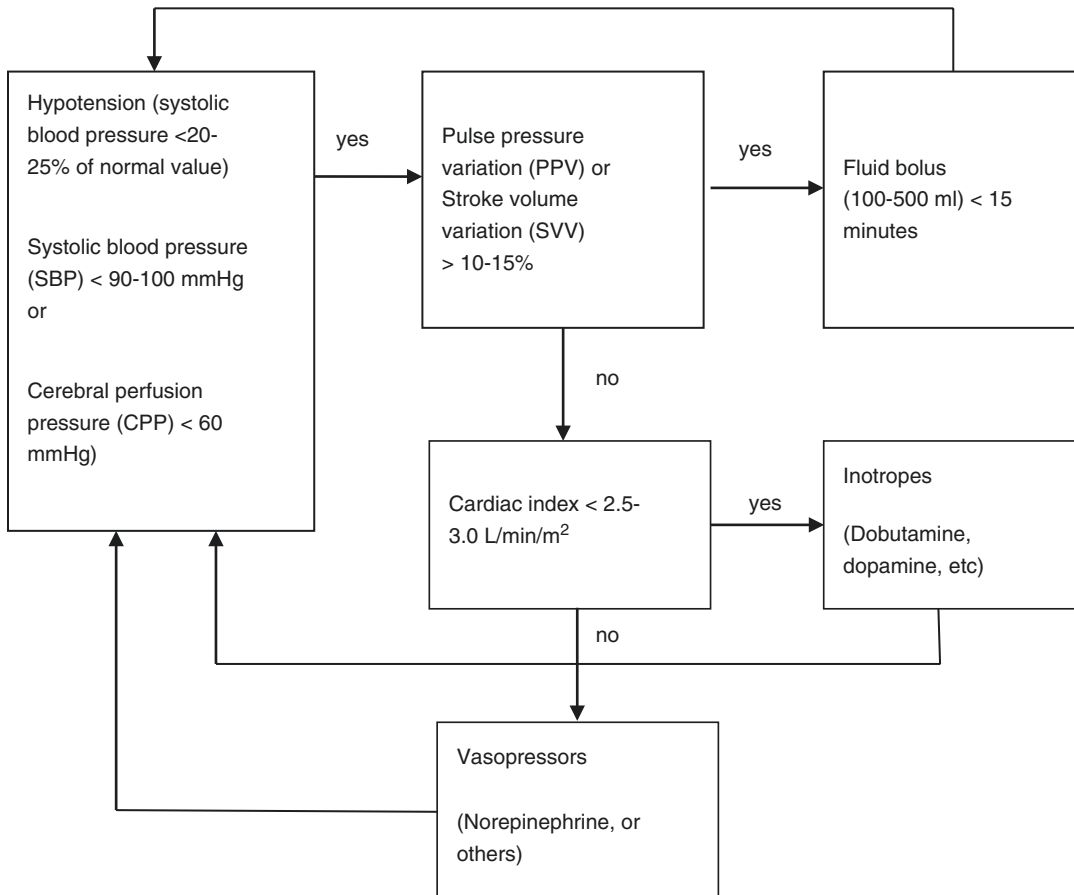 Hypotension (systolic
blood pressure <20-
25% of normal value)
Systolic blood pressure
(SBP) < 90-100 mmHg
or
Cerebral perfusion
pressure (CPP) < 60
mmHg)
yes
Pulse pressure
variation (PPV) or
Stroke volume
variation (SVV)
> 10-15%
yes
Fluid bolus
(100-500 ml) < 15
minutes
no
Cardiac index < 2.5-
3.0 L/min/m²
yes
Inotropes
(Dobutamine,
dopamine, etc)
no
Vasopressors
(Norepinephrine, or
others)